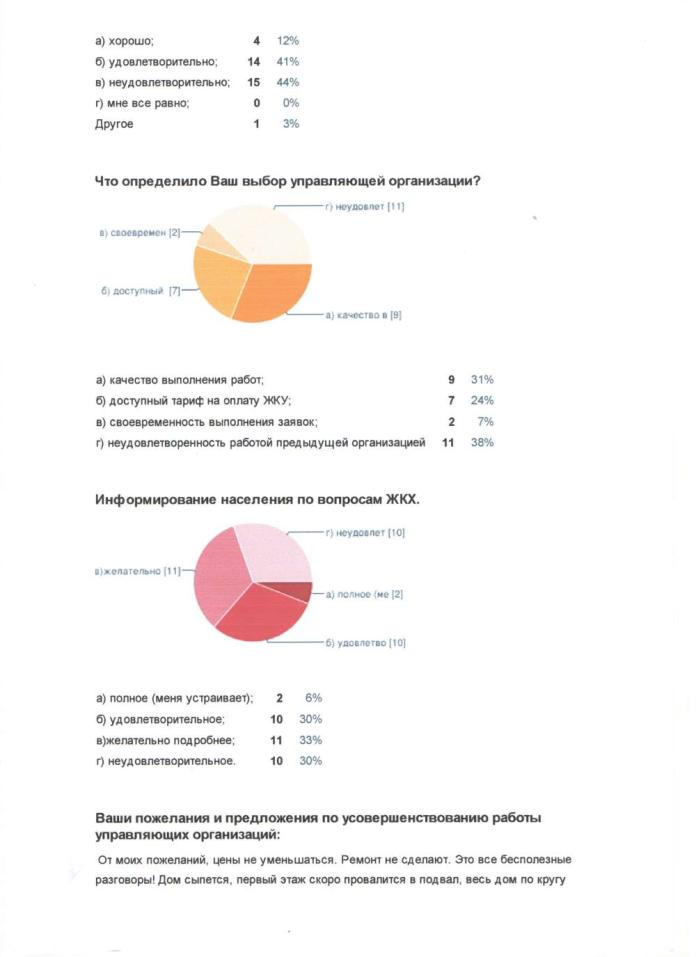 а) хорошо; 4 12%
б) удовлетворительно; 14 41%
в) неудовлетворительно; 15 44%
г) мне все равно; 0 0%
Другое 1 3%
Что определило Ваш выбор управляющей организации?
г) неудовлет [11]
в) своевремен [2]
б) доступный [7]
а) качество в [9]
а) качество выполнения работ; 9 31%
б) доступный тариф на оплату ЖКУ; 7 24%
в) своевременность выполнения заявок; 2 7%
г) неудовлетворенность работой предыдущей организацией 11 38%
Информирование населения по вопросам ЖКХ.
г) неудовлет [10]
в)желательно [11]
а) полное (ме [2]
б) удовлетво [10]
а) полное (меня устраивает); 2 6%
б) удовлетворительное; 10 30%
в)желательно подробнее; 11 33%
г) неудовлетворительное. 10 30%
Ваши пожелания и предложения по усовершенствованию работы
управляющих организаций:
От моих пожеланий, цены не уменьшаться. Ремонт не сделают. Это все бесполезные
разговоры! Дом сыпется, первый этаж скоро провалится в подвал, весь дом по кругу